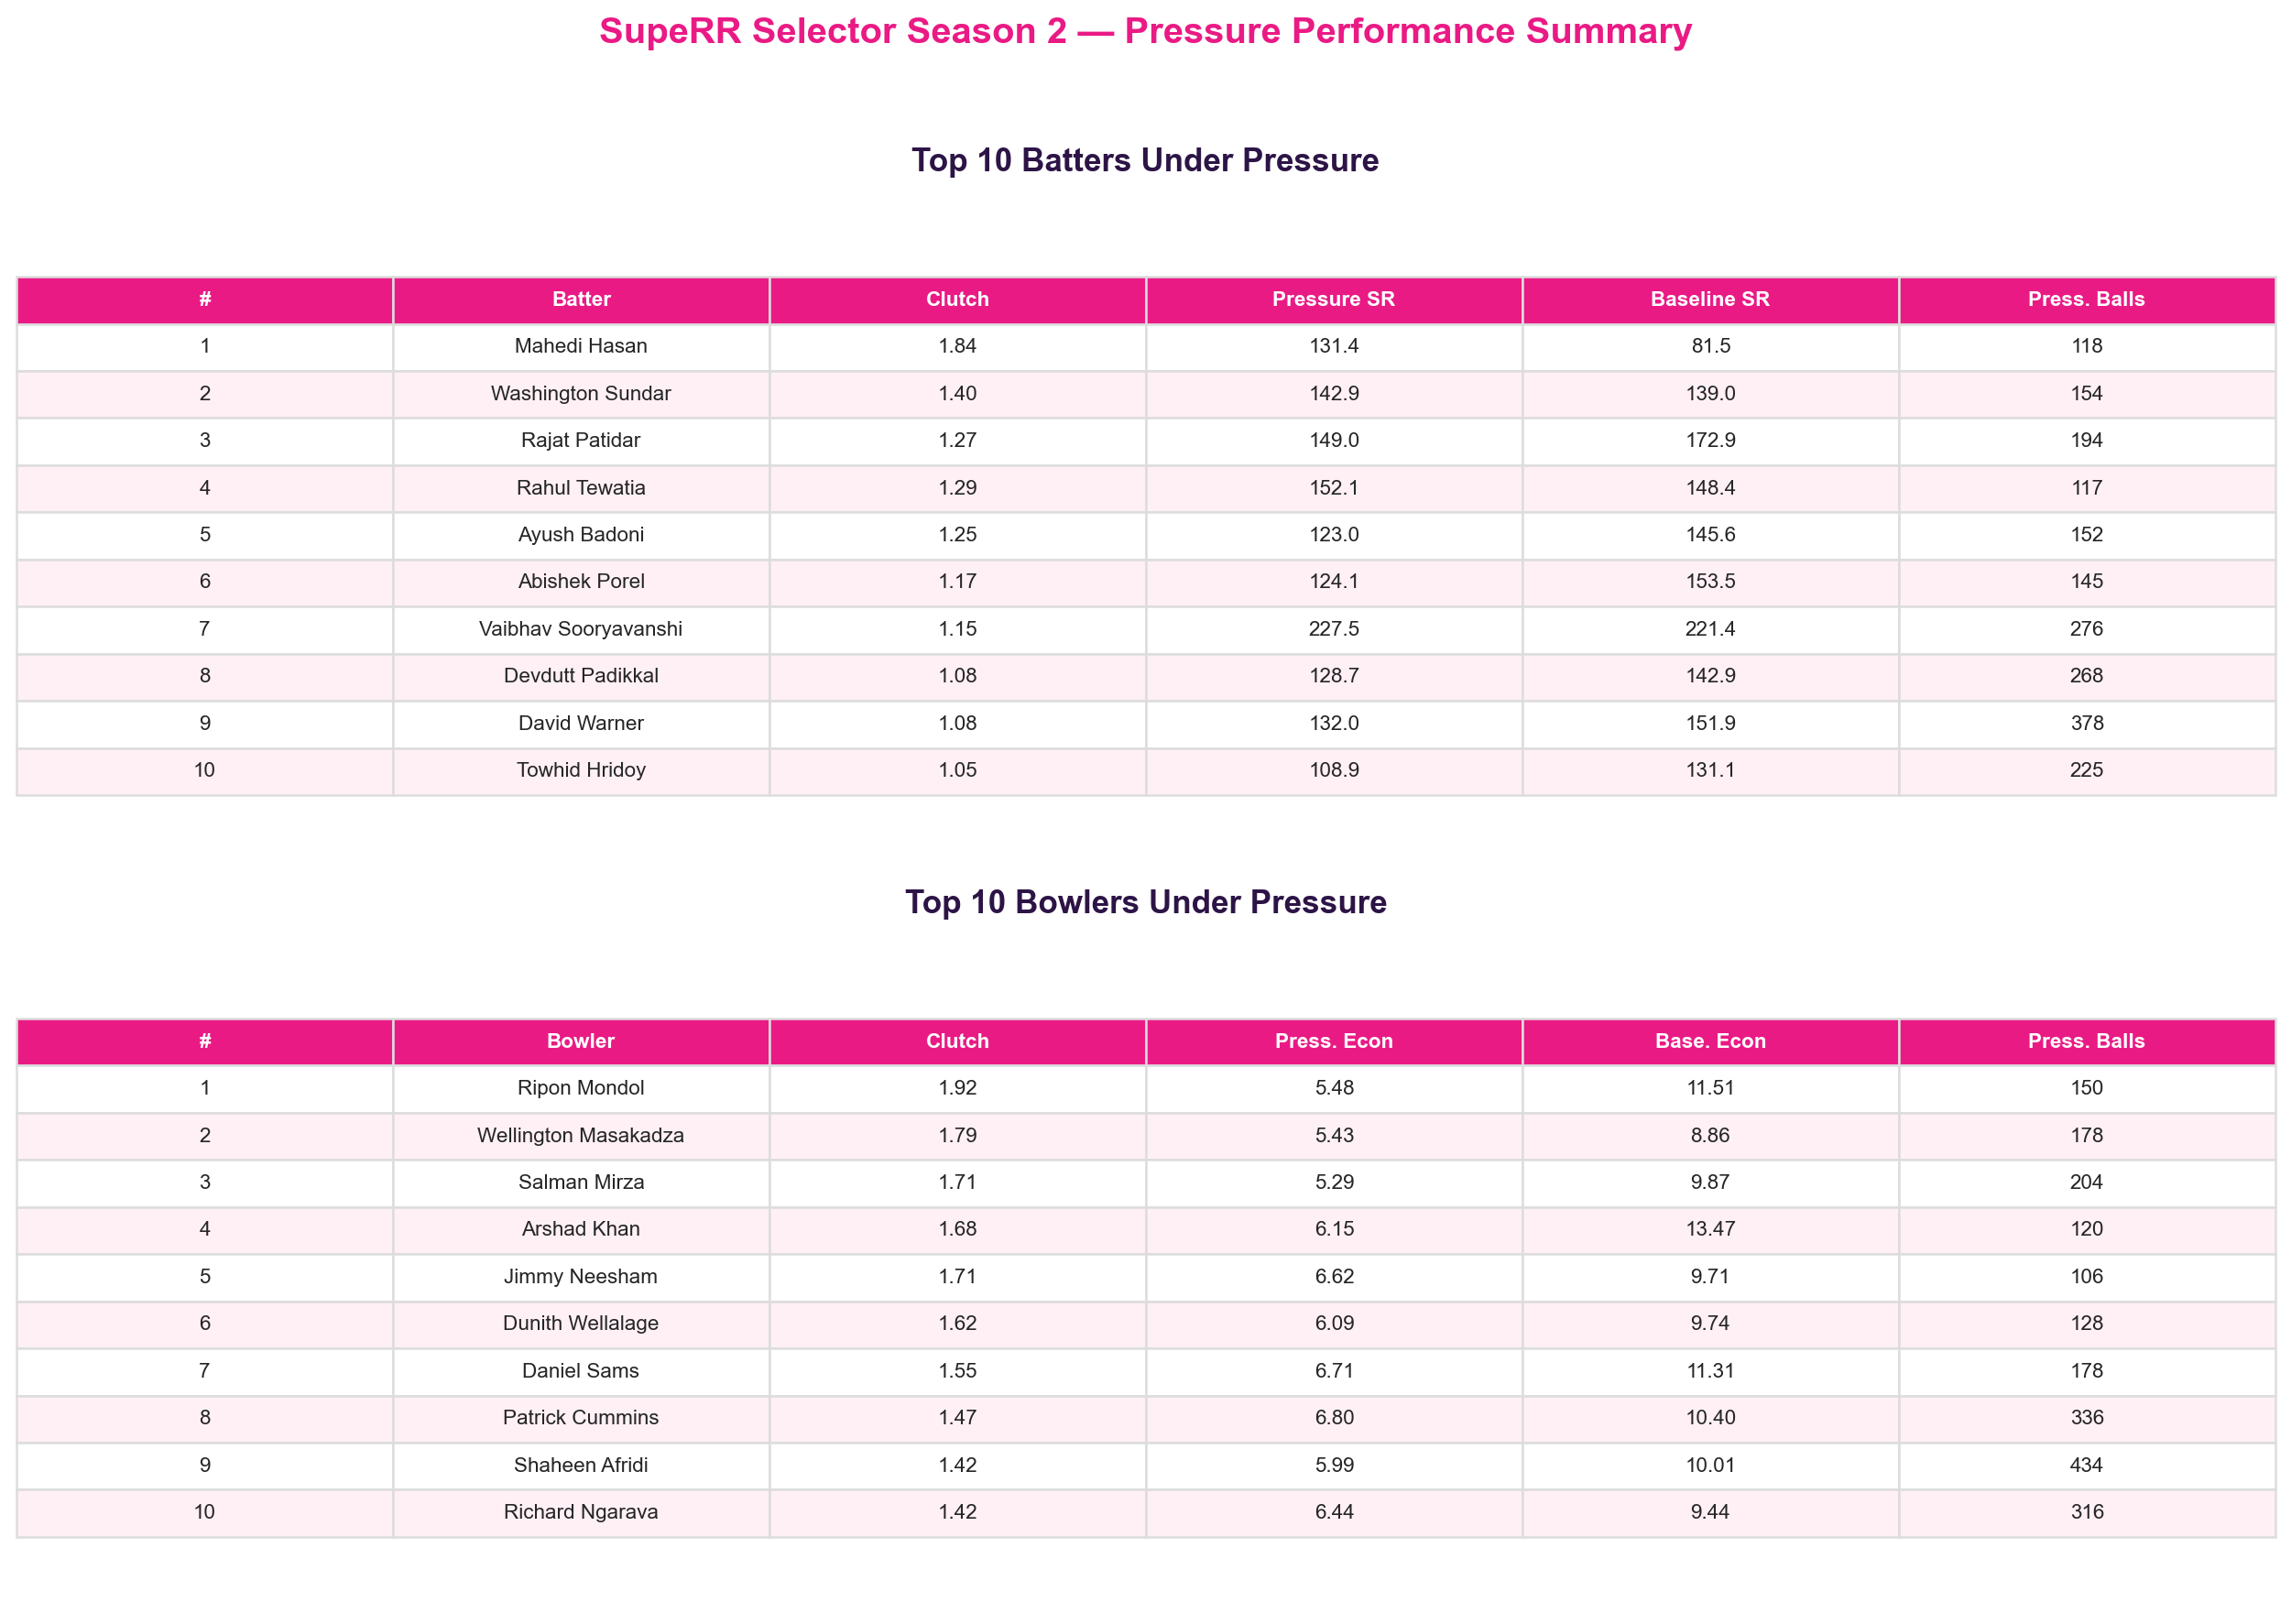 SupeRR Selector Season 2 — Pressure Performance Summary
Top 10 Batters Under Pressure
# Batter Clutch Pressure SR Baseline SR Press. Balls
1 Mahedi Hasan 1.84 131.4 81.5 118
2 Washington Sundar 1.40 142.9 139.0 154
3 Rajat Patidar 1.27 149.0 172.9 194
4 Rahul Tewatia 1.29 152.1 148.4 117
5 Ayush Badoni 1.25 123.0 145.6 152
6 Abishek Porel 1.17 124.1 153.5 145
7 Vaibhav Sooryavanshi 1.15 227.5 221.4 276
8 Devdutt Padikkal 1.08 128.7 142.9 268
9 David Warner 1.08 132.0 151.9 378
10 Towhid Hridoy 1.05 108.9 131.1 225
Top 10 Bowlers Under Pressure
# Bowler Clutch Press. Econ Base. Econ Press. Balls
1 Ripon Mondol 1.92 5.48 11.51 150
2 Wellington Masakadza 1.79 5.43 8.86 178
3 Salman Mirza 1.71 5.29 9.87 204
4 Arshad Khan 1.68 6.15 13.47 120
5 Jimmy Neesham 1.71 6.62 9.71 106
6 Dunith Wellalage 1.62 6.09 9.74 128
7 Daniel Sams 1.55 6.71 11.31 178
8 Patrick Cummins 1.47 6.80 10.40 336
9 Shaheen Afridi 1.42 5.99 10.01 434
10 Richard Ngarava 1.42 6.44 9.44 316